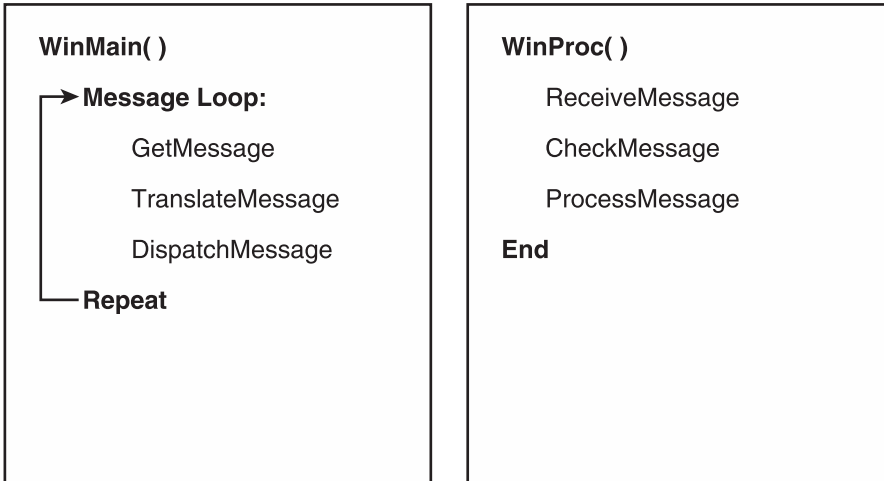 WinMain( )
Message Loop:
GetMessage
TranslateMessage
DispatchMessage
Repeat
WinProc( )
ReceiveMessage
CheckMessage
ProcessMessage
End